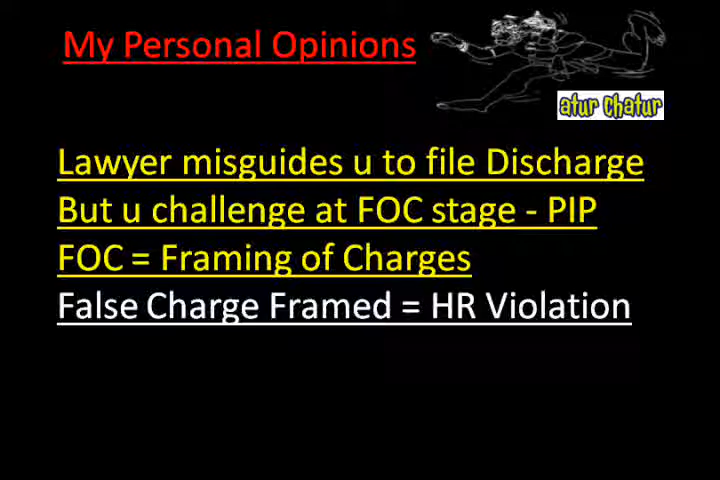 My Personal Opinions
atur chatur
Lawyer misguides u to file Discharge
But u challenge at FOC stage - PIP
FOC = Framing of Charges
False Charge Framed = HR Violation